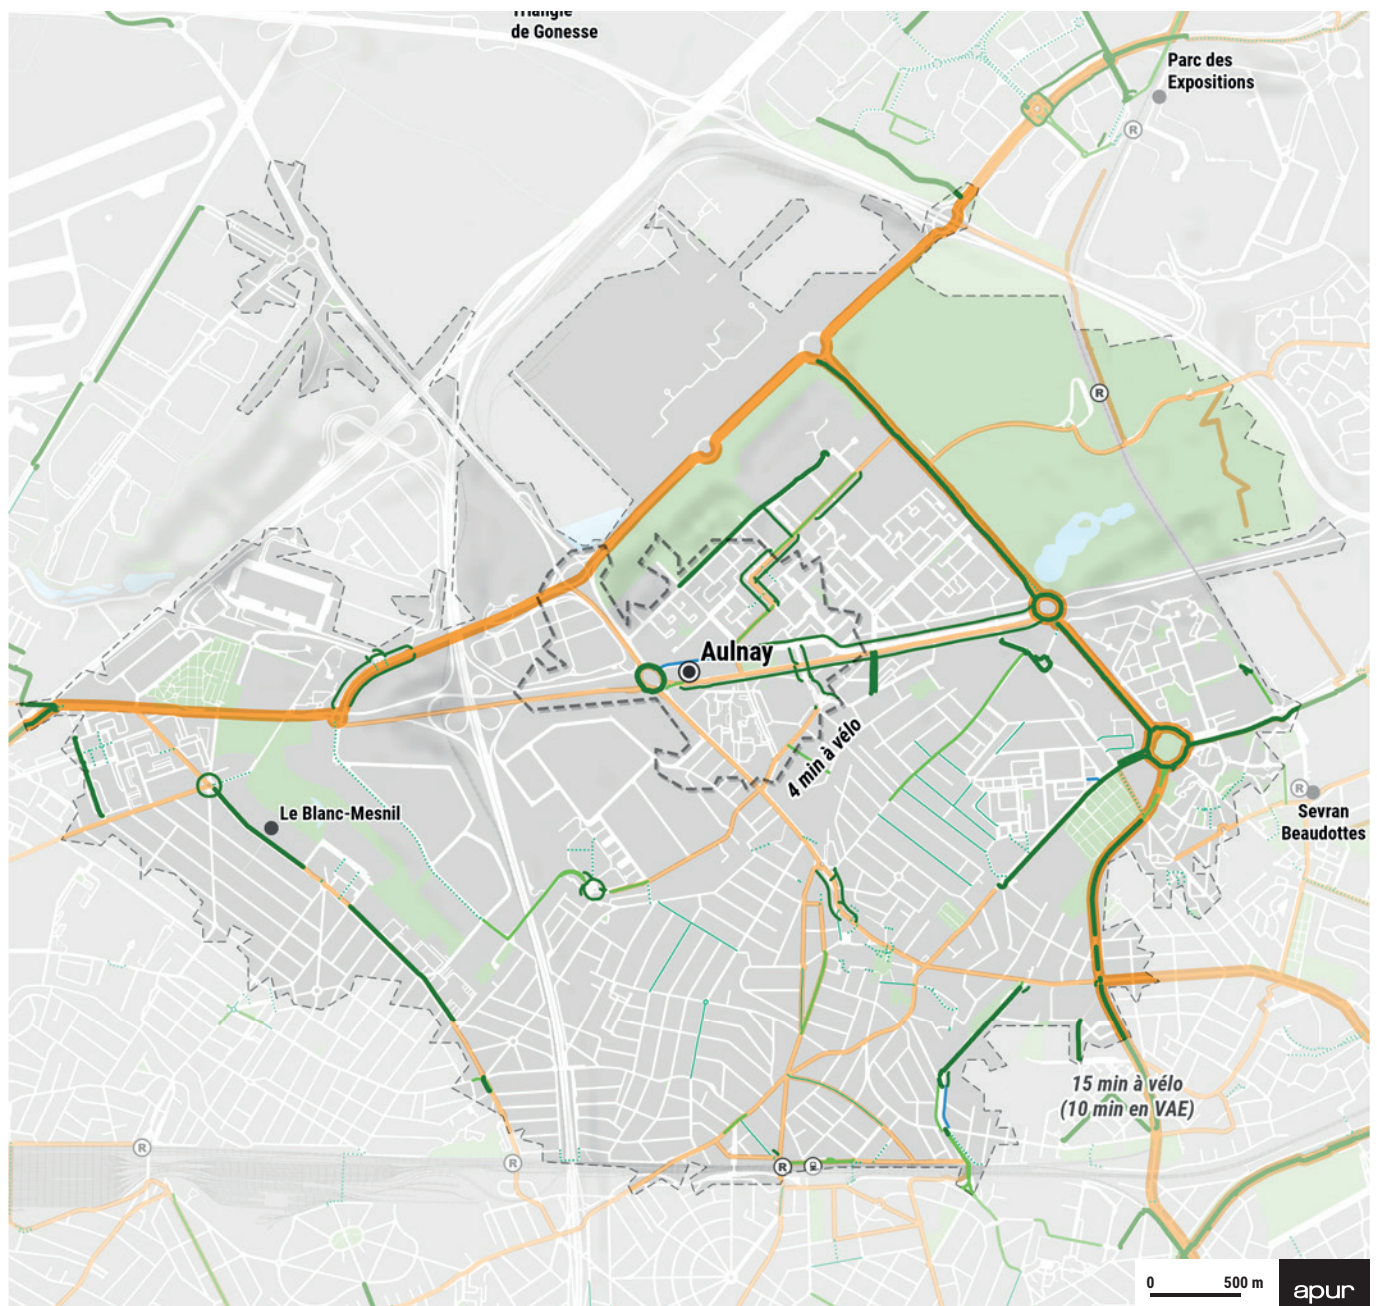 Triangle
de Gonesse
Parc des
Expositions
R
R
Aulnay
4 min à vélo
Le Blanc-Mesnil
R
Sevran
Beaudottes
15 min à vélo
(10 min en VAE)
R
R
R
0 500 m
apur